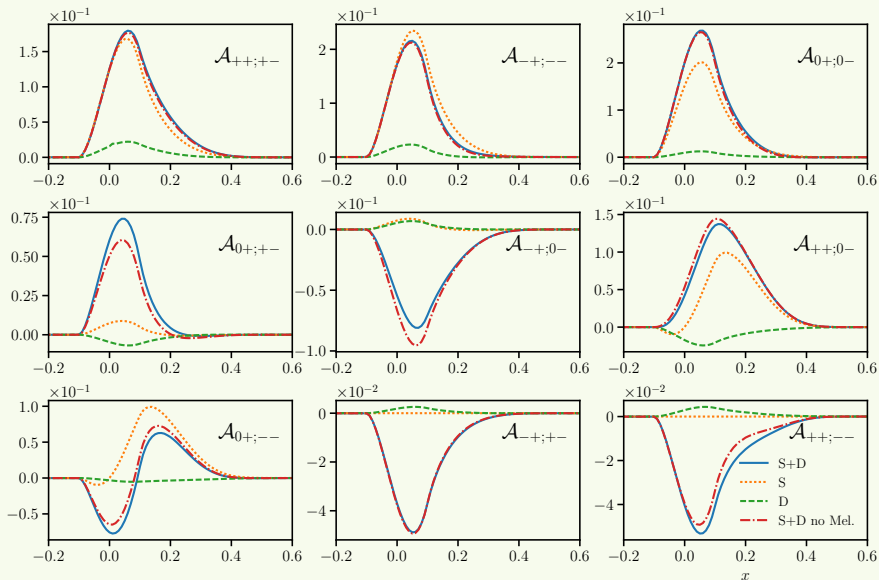 ×10⁻¹ ×10⁻¹ ×10⁻¹
1.5 2 2
1.0 1 1
0.5
0.0 0 0
𝒜++;+− 𝒜−+;−− 𝒜0+;0−
−0.2 0.0 0.2 0.4 0.6 −0.2 0.0 0.2 0.4 0.6 −0.2 0.0 0.2 0.4 0.6
×10⁻¹ ×10⁻¹ ×10⁻¹
0.75 0.0 1.5
0.50 1.0
0.25 −0.5 0.5
0.00 −1.0 0.0
𝒜0+;+− 𝒜−+;0− 𝒜++;0−
−0.2 0.0 0.2 0.4 0.6 −0.2 0.0 0.2 0.4 0.6 −0.2 0.0 0.2 0.4 0.6
×10⁻¹ ×10⁻² ×10⁻²
1.0 0 0
0.5
0.0 −2 −2
−0.5 −4 −4
𝒜0+;−− 𝒜−+;+− 𝒜++;−−
S+D
S
D
S+D no Mel.
−0.2 0.0 0.2 0.4 0.6 −0.2 0.0 0.2 0.4 0.6 −0.2 0.0 0.2 0.4 0.6
x